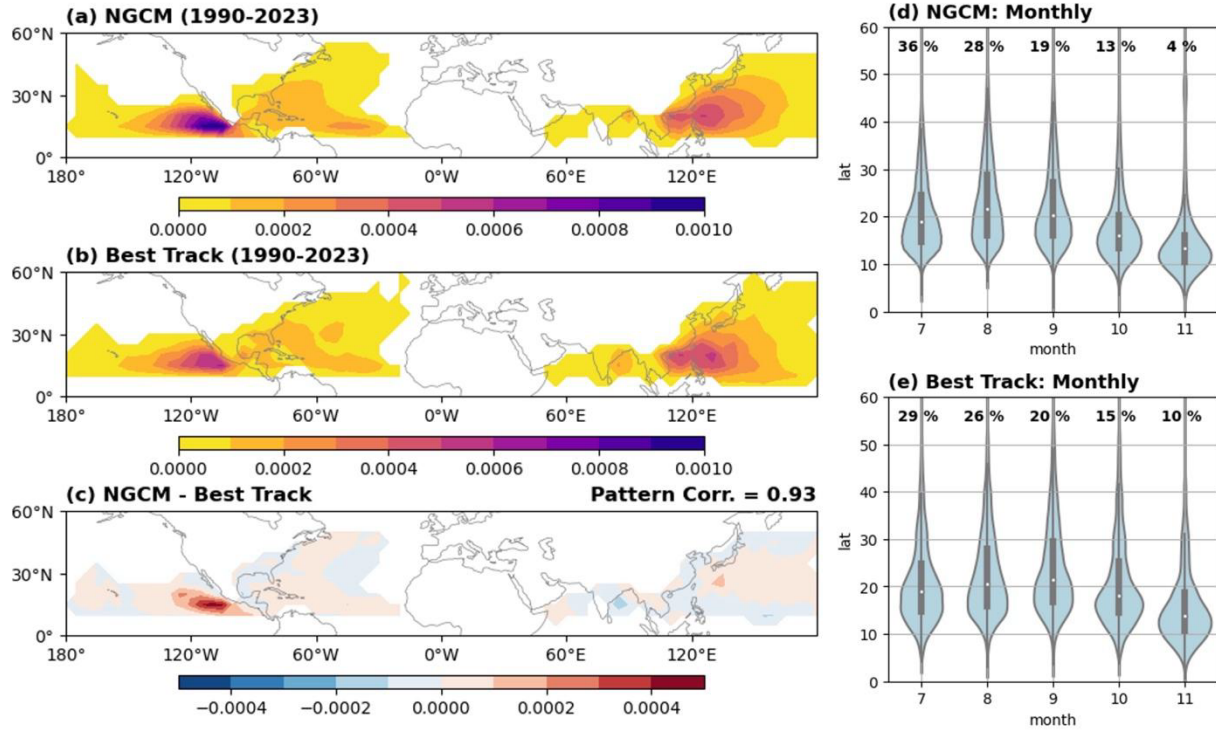 (a) NGCM (1990-2023)
60°N
30°N
0°
180° 120°W 60°W 0°W 60°E 120°E
0.0000 0.0002 0.0004 0.0006 0.0008 0.0010
(b) Best Track (1990-2023)
60°N
30°N
0°
180° 120°W 60°W 0°W 60°E 120°E
0.0000 0.0002 0.0004 0.0006 0.0008 0.0010
(c) NGCM - Best Track Pattern Corr. = 0.93
60°N
30°N
0°
180° 120°W 60°W 0°W 60°E 120°E
−0.0004 −0.0002 0.0000 0.0002 0.0004
(d) NGCM: Monthly
36 % 28 % 19 % 13 % 4 %
60
50
40
30
20
10
0
lat
7 8 9 10 11
month
(e) Best Track: Monthly
29 % 26 % 20 % 15 % 10 %
60
50
40
30
20
10
0
lat
7 8 9 10 11
month